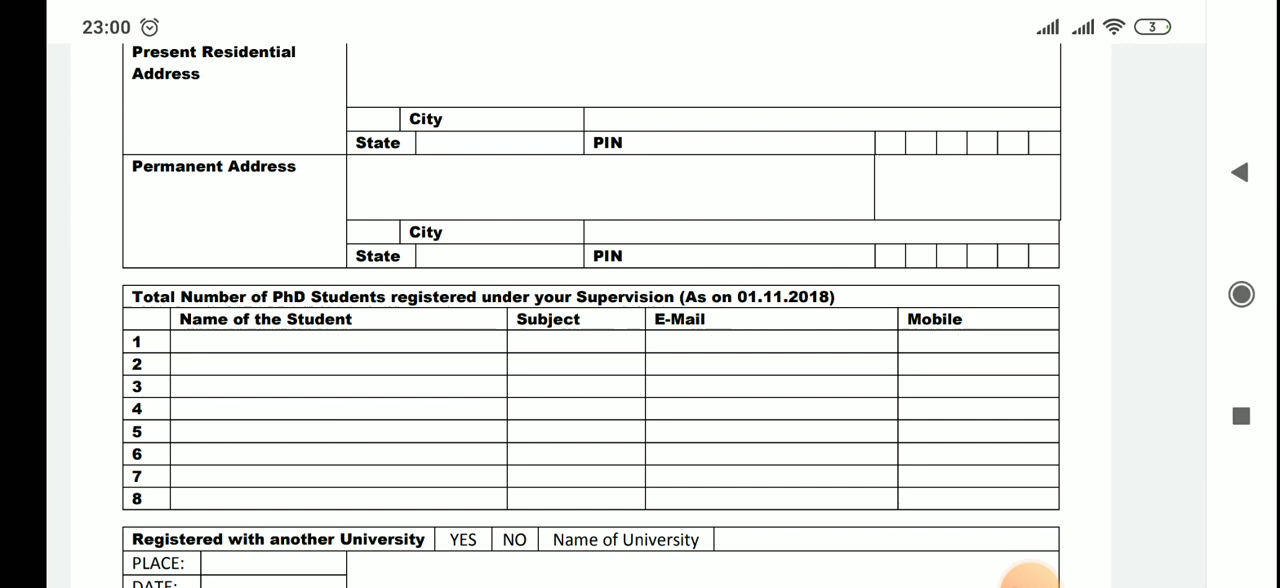 23:00
3
Present Residential
Address
City
State PIN
Permanent Address
City
State PIN
Total Number of PhD Students registered under your Supervision (As on 01.11.2018)
Name of the Student Subject E-Mail Mobile
1
2
3
4
5
6
7
8
Registered with another University YES NO Name of University
PLACE:
DATE: